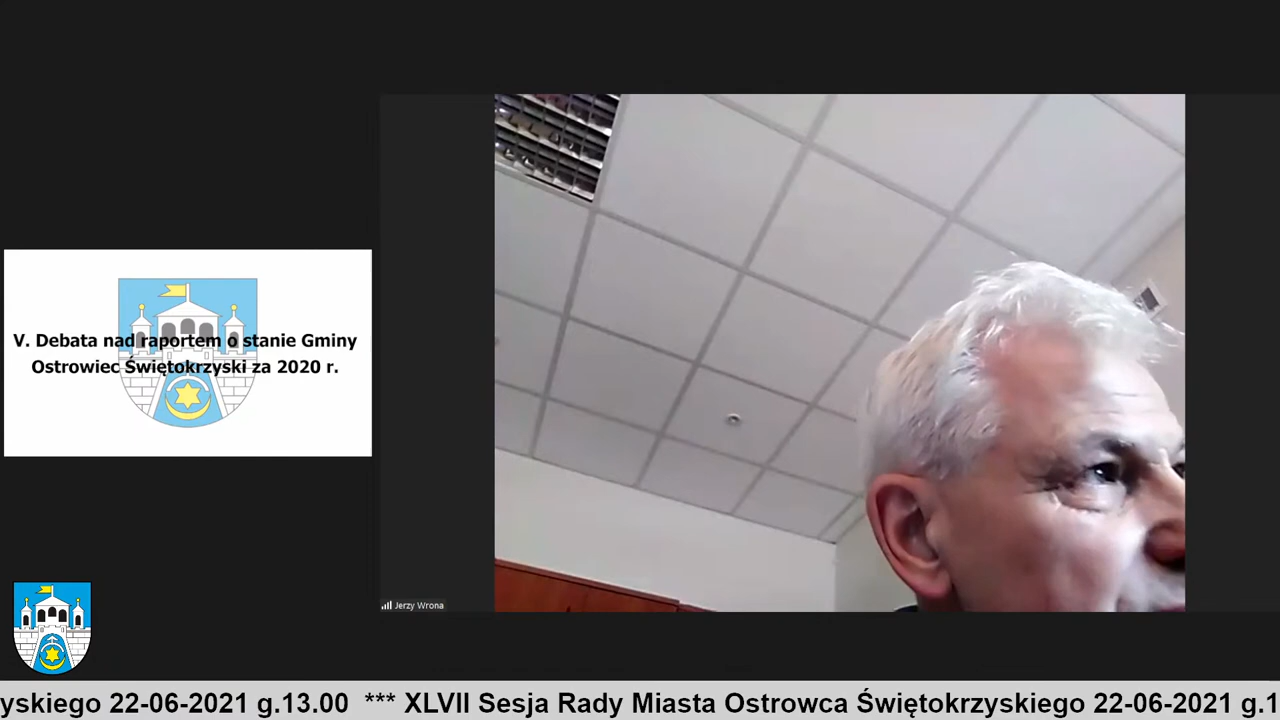 V. Debata nad raportem o stanie Gminy
Ostrowiec Świętokrzyski za 2020 r.
Jerzy Wrona
yskiego 22-06-2021 g.13.00 *** XLVII Sesja Rady Miasta Ostrowca Świętokrzyskiego 22-06-2021 g.1